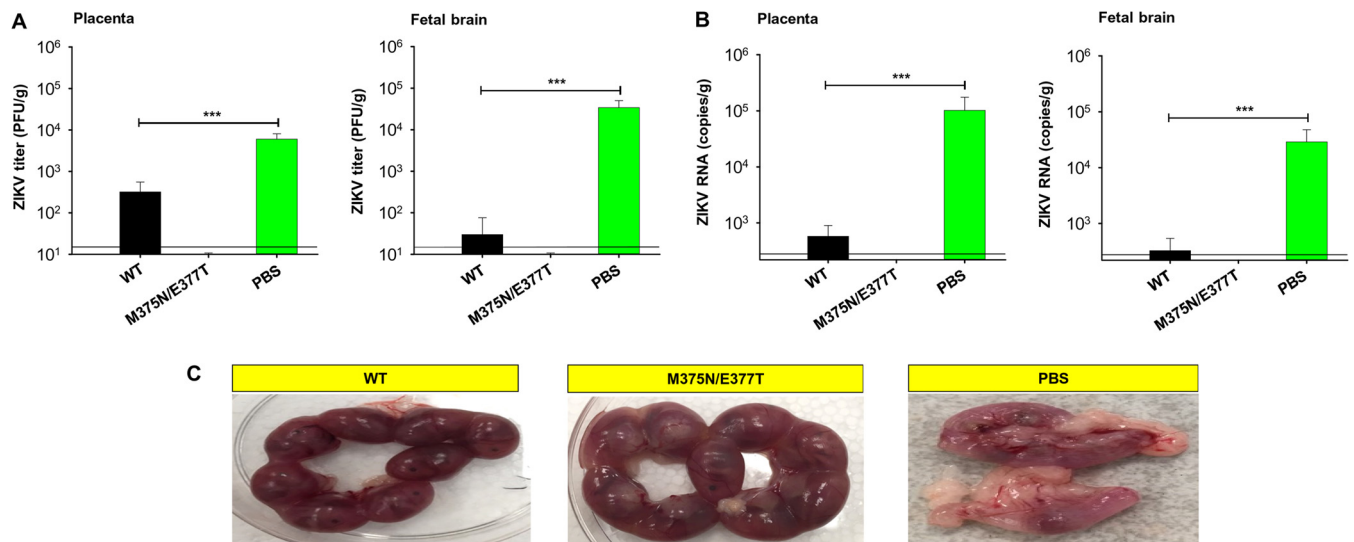 A
Placenta
ZIKV titer (PFU/g)
10⁶
10⁵
10⁴
10³
10²
10¹
***
WT
M375N/E377T
PBS
Fetal brain
ZIKV titer (PFU/g)
10⁶
10⁵
10⁴
10³
10²
10¹
***
WT
M375N/E377T
PBS
B
Placenta
ZIKV RNA (copies/g)
10⁶
10⁵
10⁴
10³
***
WT
M375N/E377T
PBS
Fetal brain
ZIKV RNA (copies/g)
10⁶
10⁵
10⁴
10³
***
WT
M375N/E377T
PBS
C
WT
M375N/E377T
PBS